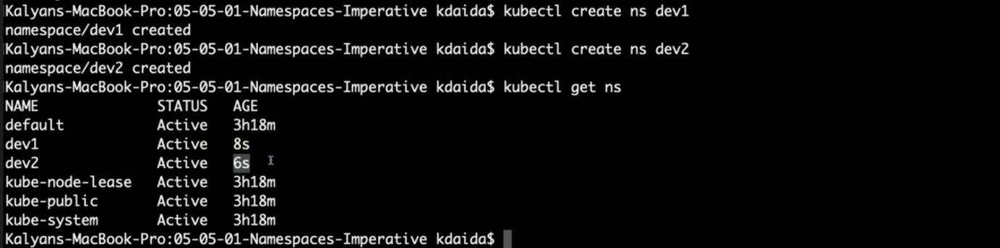 Kalyans-MacBook-Pro:05-05-01-Namespaces-Imperative kdaida$ kubectl create ns dev1
namespace/dev1 created
Kalyans-MacBook-Pro:05-05-01-Namespaces-Imperative kdaida$ kubectl create ns dev2
namespace/dev2 created
Kalyans-MacBook-Pro:05-05-01-Namespaces-Imperative kdaida$ kubectl get ns
NAME STATUS AGE
default Active 3h18m
dev1 Active 8s
dev2 Active 6s
kube-node-lease Active 3h18m
kube-public Active 3h18m
kube-system Active 3h18m
Kalyans-MacBook-Pro:05-05-01-Namespaces-Imperative kdaida$